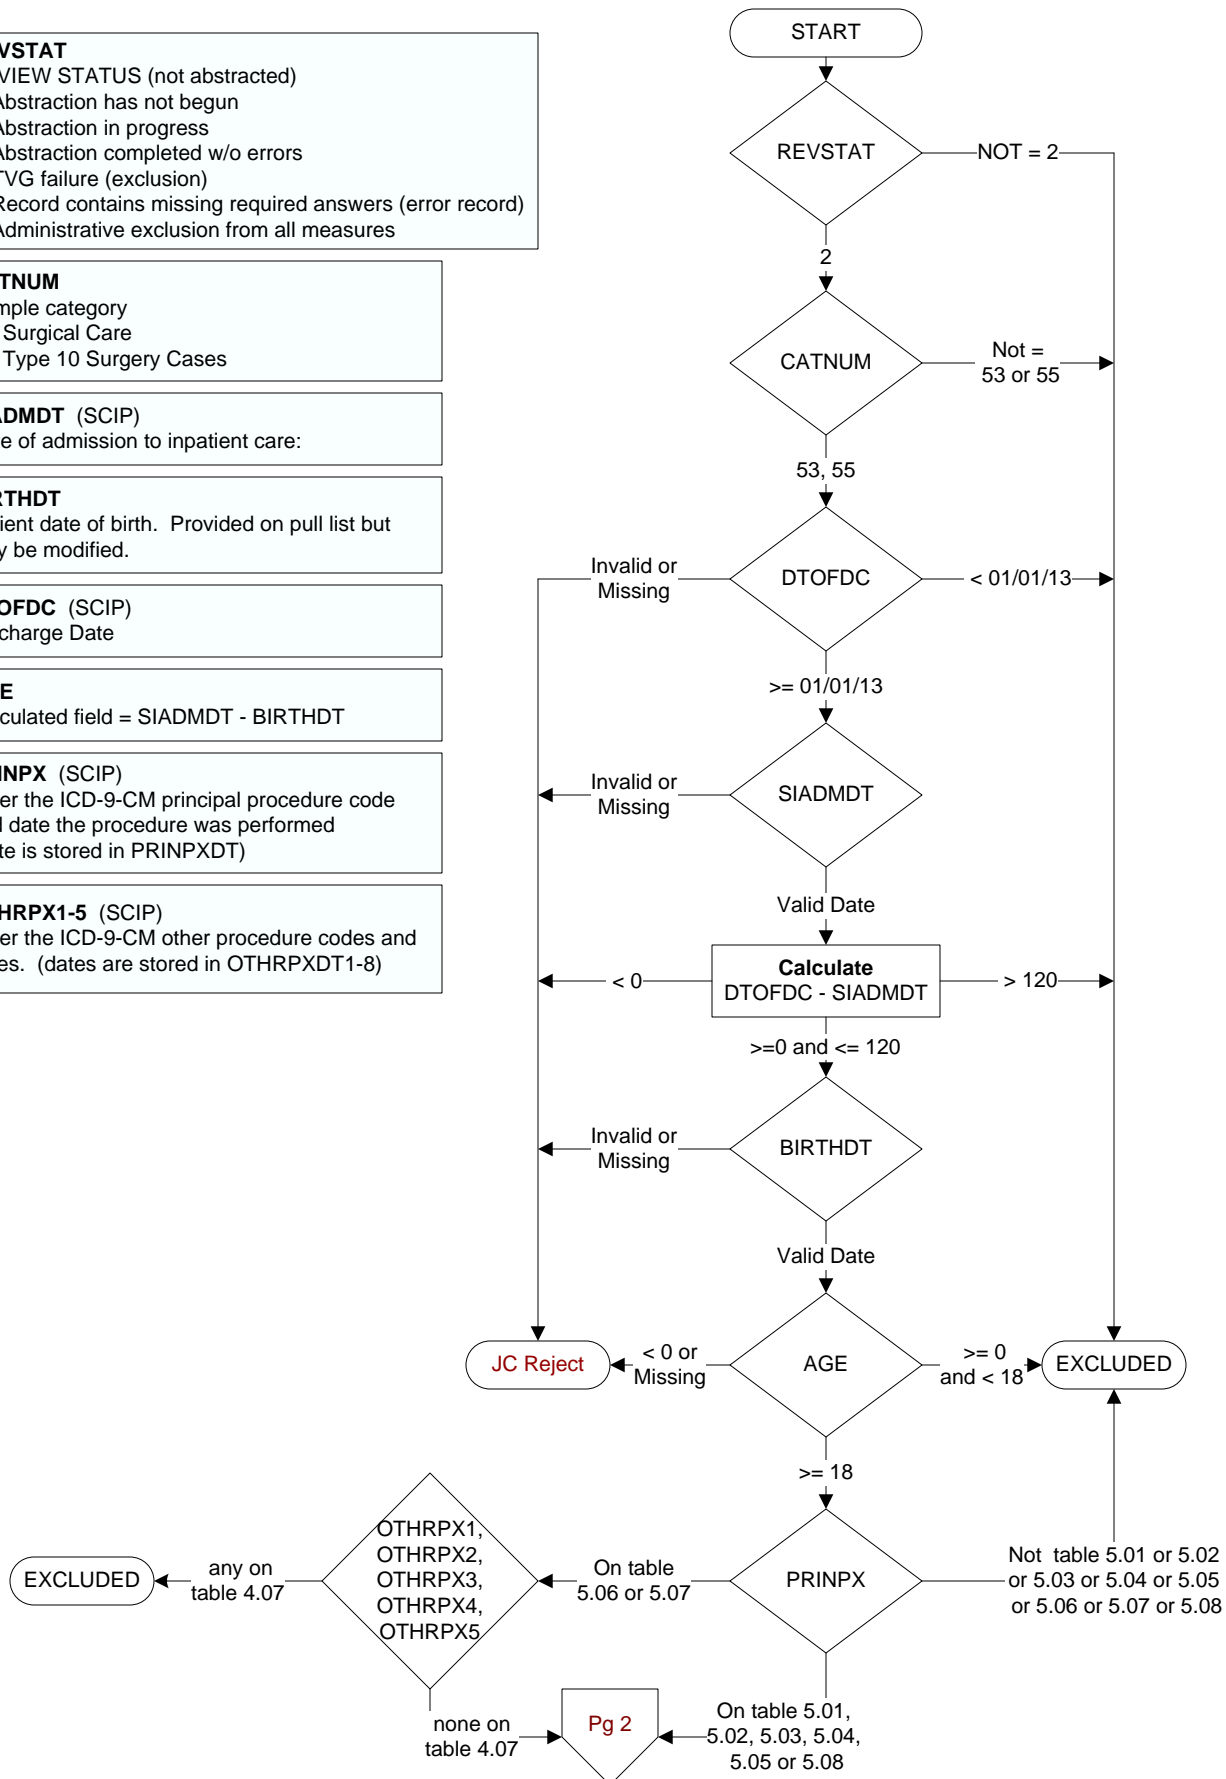 VSTAT
VIEW STATUS (not abstracted)
Abstraction has not begun
Abstraction in progress
Abstraction completed w/o errors
TVG failure (exclusion)
Record contains missing required answers (error record)
Administrative exclusion from all measures
TNUM
mple category
Surgical Care
Type 10 Surgery Cases
ADMDT (SCIP)
e of admission to inpatient care:
RTHDT
ient date of birth. Provided on pull list but
y be modified.
OFDC (SCIP)
charge Date
E
culated field = SIADMDT - BIRTHDT
INPX (SCIP)
er the ICD-9-CM principal procedure code
d date the procedure was performed
te is stored in PRINPXDT)
HRPX1-5 (SCIP)
er the ICD-9-CM other procedure codes and
es. (dates are stored in OTHRPXDT1-8)
START
REVSTAT
NOT = 2
2
CATNUM
Not =
53 or 55
53, 55
Invalid or
Missing
DTOFDC
< 01/01/13
>= 01/01/13
Invalid or
Missing
SIADMDT
Valid Date
< 0
Calculate
DTOFDC - SIADMDT
> 120
>=0 and <= 120
Invalid or
Missing
BIRTHDT
Valid Date
JC Reject
< 0 or
Missing
AGE
>= 0
and < 18
EXCLUDED
>= 18
EXCLUDED
any on
table 4.07
OTHRPX1,
OTHRPX2,
OTHRPX3,
OTHRPX4,
OTHRPX5
On table
5.06 or 5.07
PRINPX
Not table 5.01 or 5.02
or 5.03 or 5.04 or 5.05
or 5.06 or 5.07 or 5.08
none on
table 4.07
Pg 2
On table 5.01,
5.02, 5.03, 5.04,
5.05 or 5.08